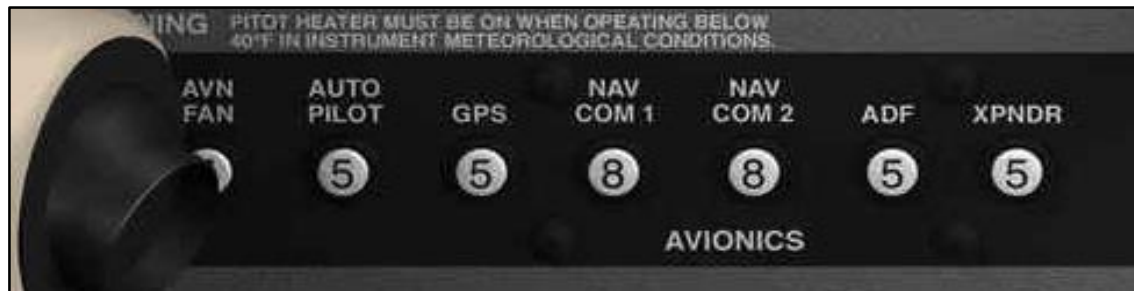 NING PITOT HEATER MUST BE ON WHEN OPEATING BELOW
40°F IN INSTRUMENT METEOROLOGICAL CONDITIONS.
AVN FAN
AUTO PILOT
GPS
NAV COM 1
NAV COM 2
ADF
XPNDR
5 5 8 8 5 5
AVIONICS